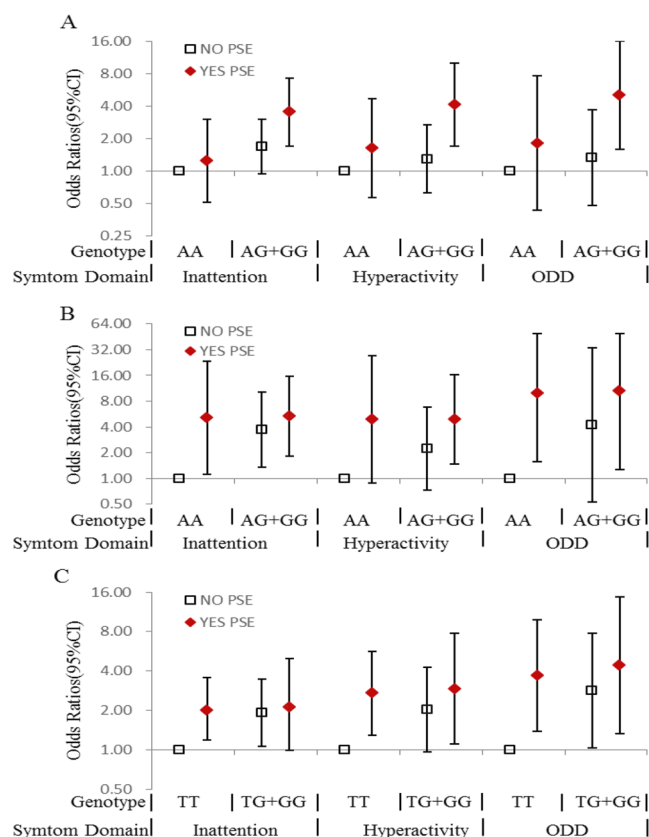 A
Odds Ratios(95%CI)
16.00
8.00
4.00
2.00
1.00
0.50
0.25
NO PSE
YES PSE
Genotype AA AG+GG AA AG+GG AA AG+GG
Symtom Domain Inattention Hyperactivity ODD
B
Odds Ratios(95%CI)
64.00
32.00
16.00
8.00
4.00
2.00
1.00
0.50
NO PSE
YES PSE
Genotype AA AG+GG AA AG+GG AA AG+GG
Symtom Domain Inattention Hyperactivity ODD
C
Odds Ratios(95%CI)
16.00
8.00
4.00
2.00
1.00
0.50
NO PSE
YES PSE
Genotype TT TG+GG TT TG+GG TT TG+GG
Symtom Domain Inattention Hyperactivity ODD